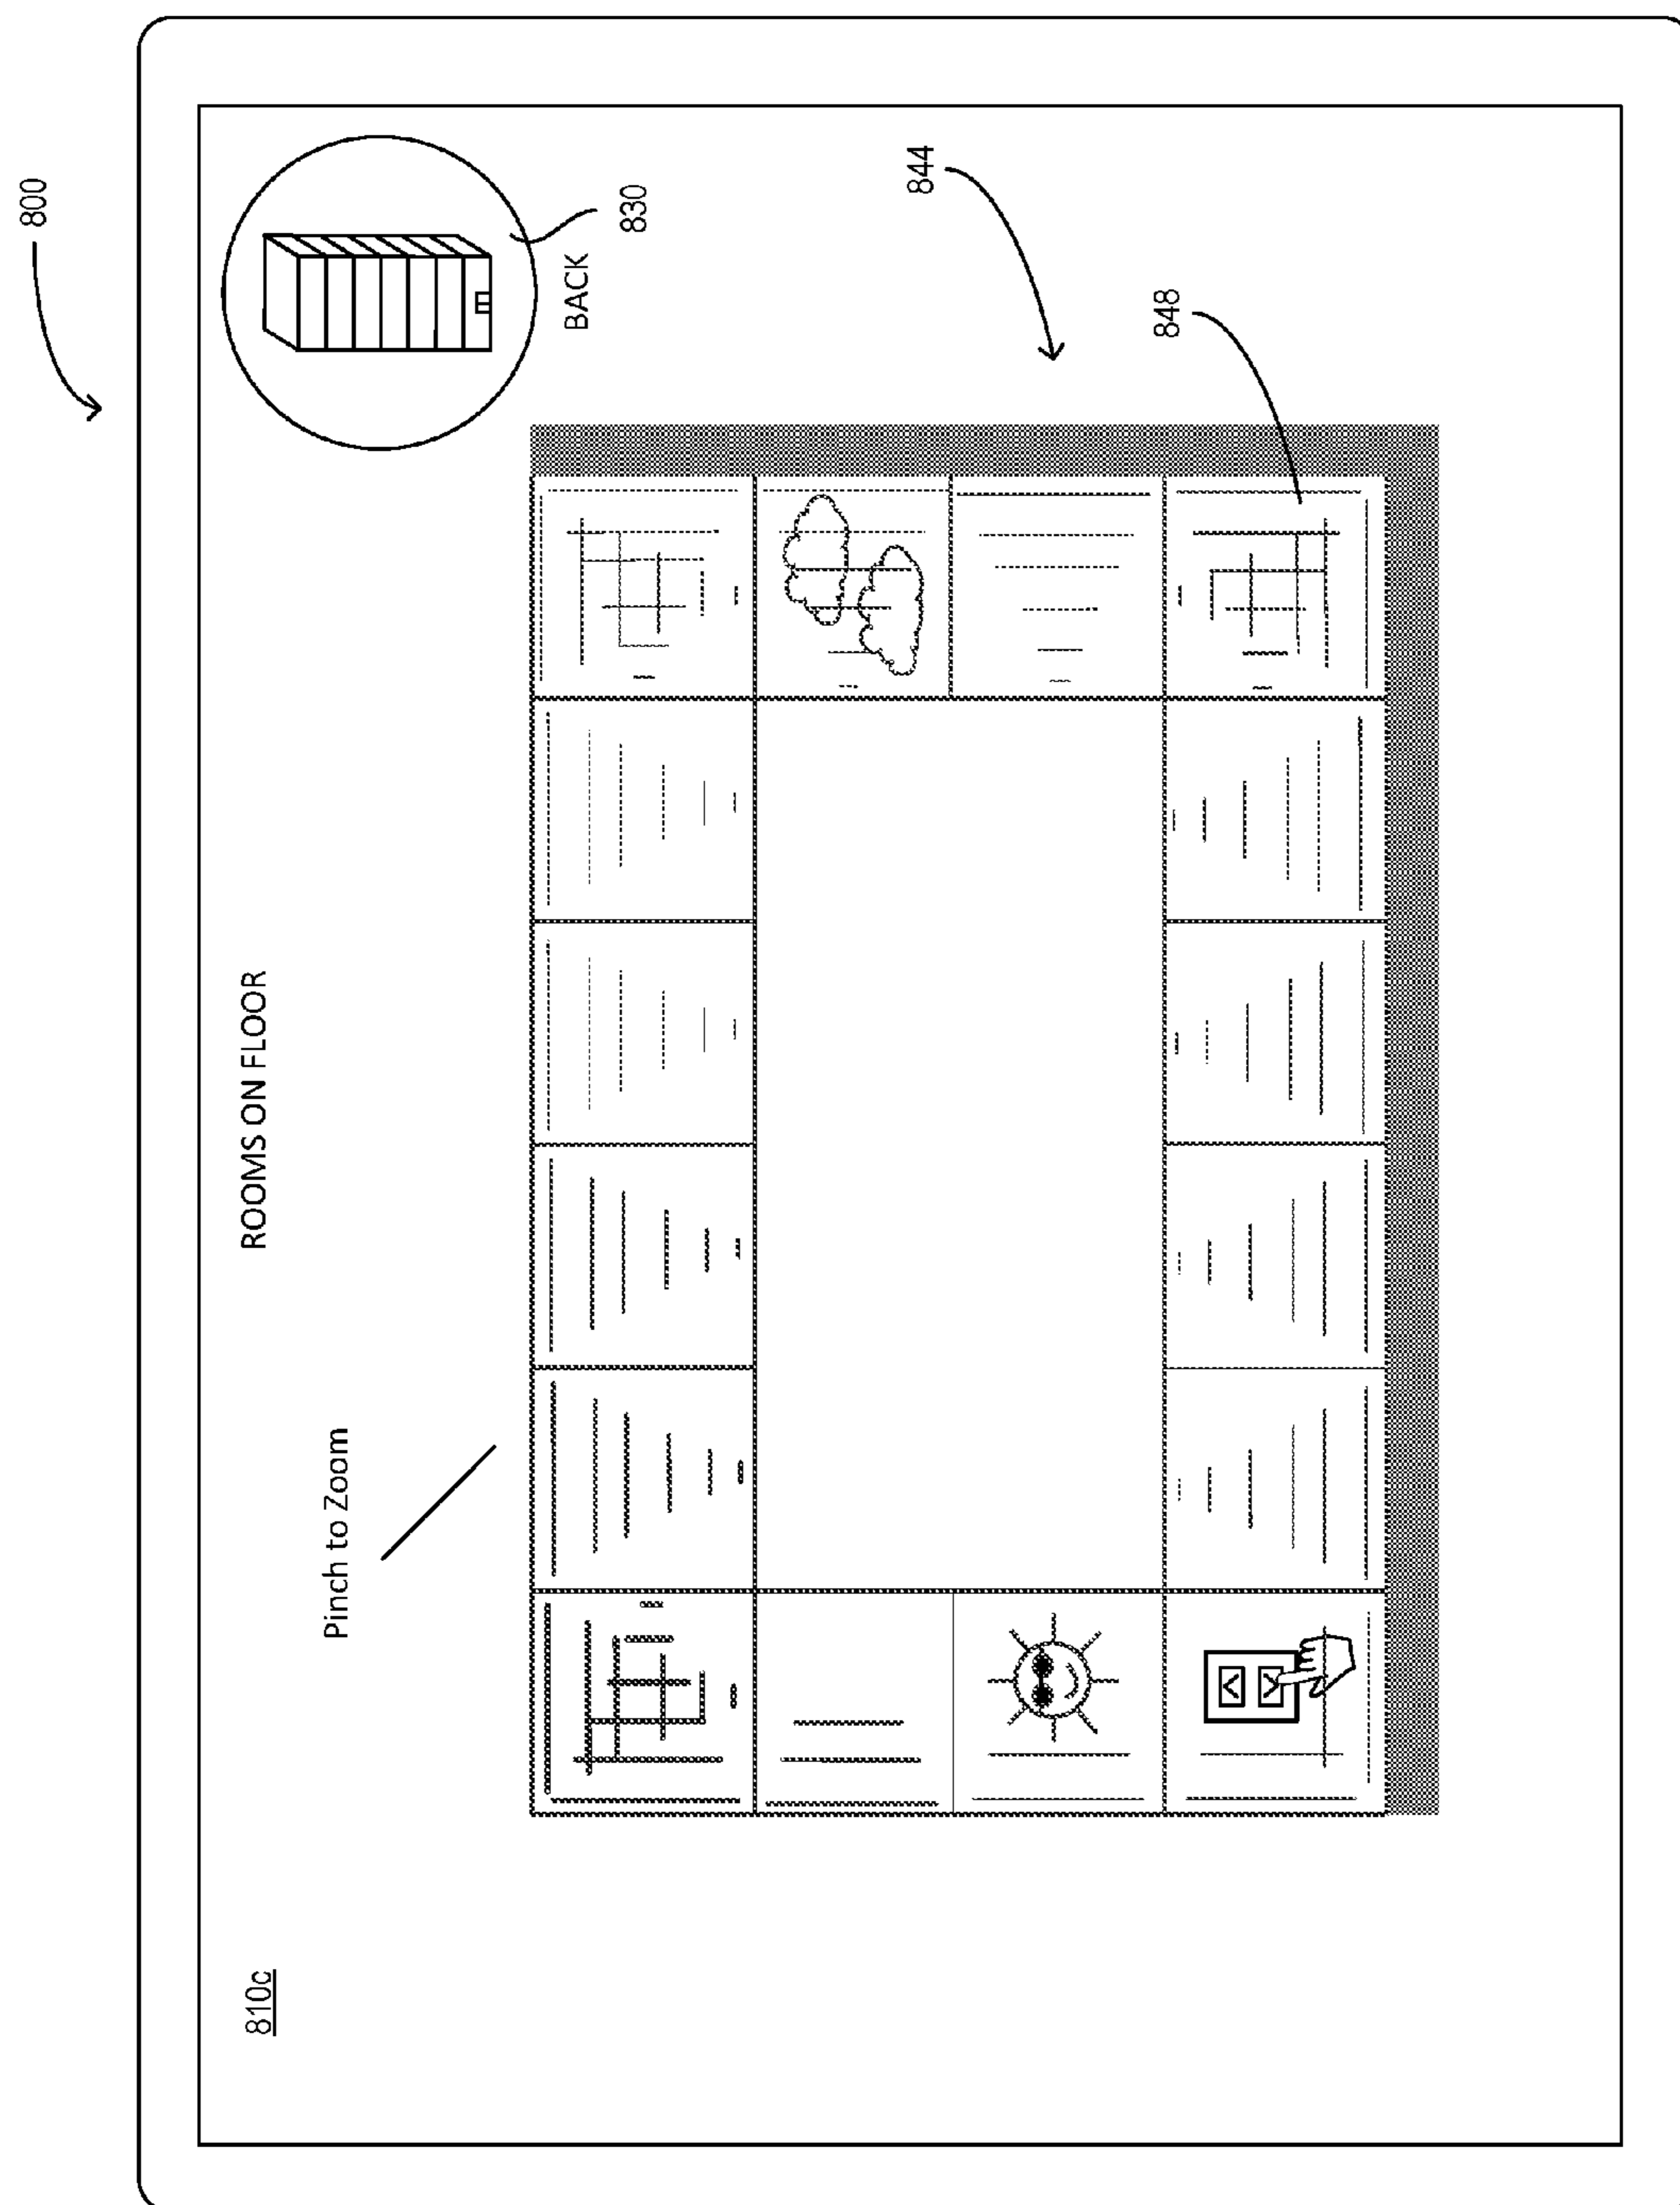 800
810c
ROOMS ON FLOOR
Pinch to Zoom
BACK
830
844
848